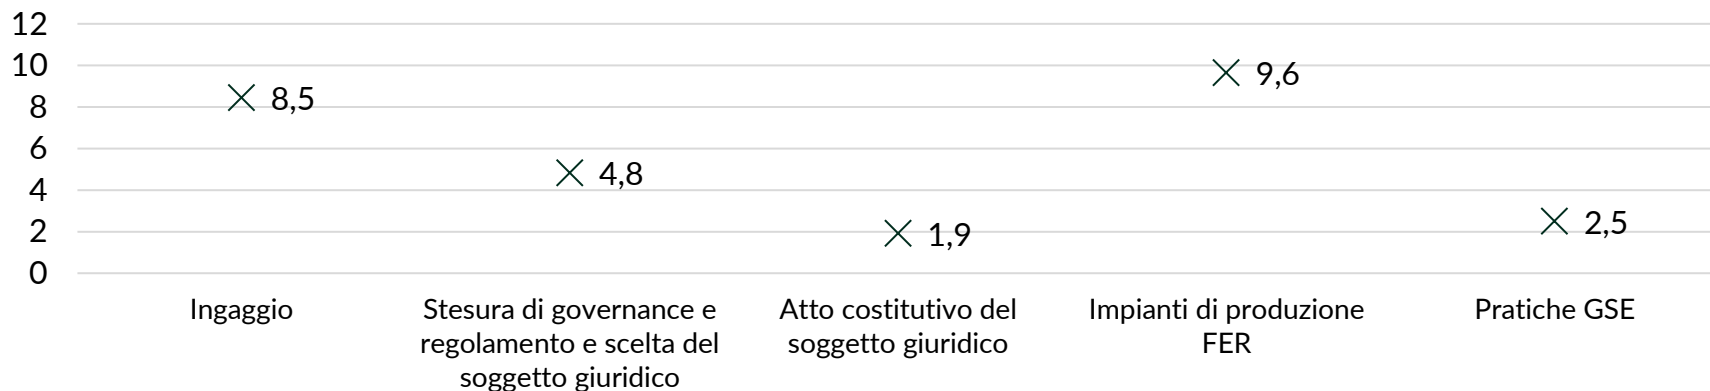 12
10
8
6
4
2
0
8,5
4,8
1,9
9,6
2,5
Ingaggio
Stesura di governance e
regolamento e scelta del
soggetto giuridico
Atto costitutivo del
soggetto giuridico
Impianti di produzione
FER
Pratiche GSE